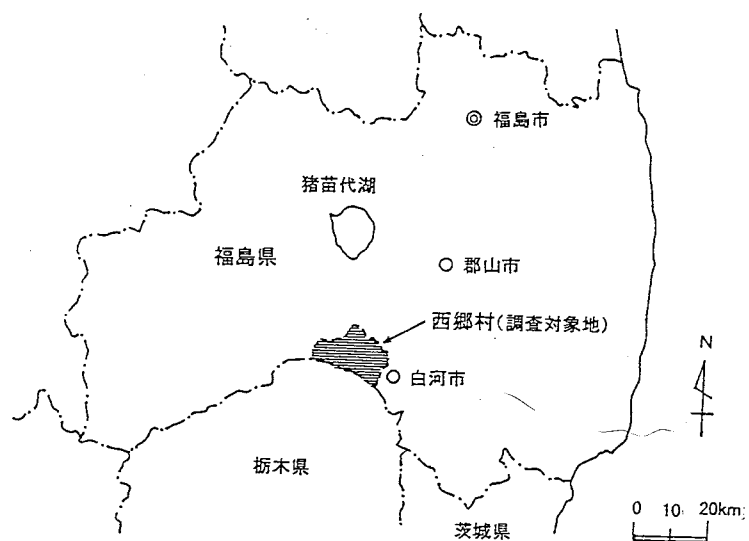 福島市
猪苗代湖
福島県
郡山市
西郷村(調査対象地)
N
白河市
栃木県
茨城県
0 10 20km